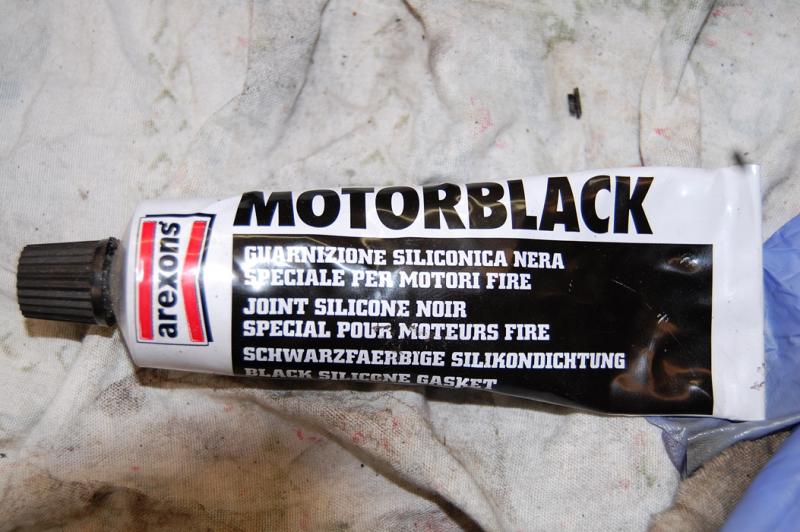 MOTORBLACK
arexons
GUARNIZIONE SILICONICA NERA
SPECIALE PER MOTORI FIRE
JOINT SILICONE NOIR
SPECIAL POUR MOTEURS FIRE
SCHWARZFAERBIGE SILIKONDICHTUNG
BLACK SILICONE GASKET